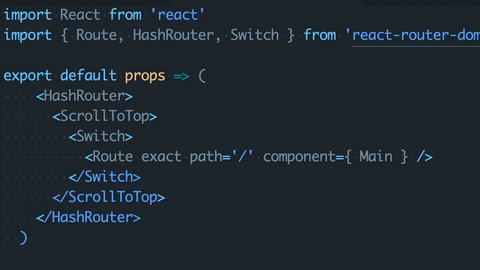 import React from 'react'
import { Route, HashRouter, Switch } from 'react-router-dom
export default props => (
<HashRouter>
<ScrollToTop>
<Switch>
<Route exact path='/' component={ Main } />
</Switch>
</ScrollToTop>
</HashRouter>
)